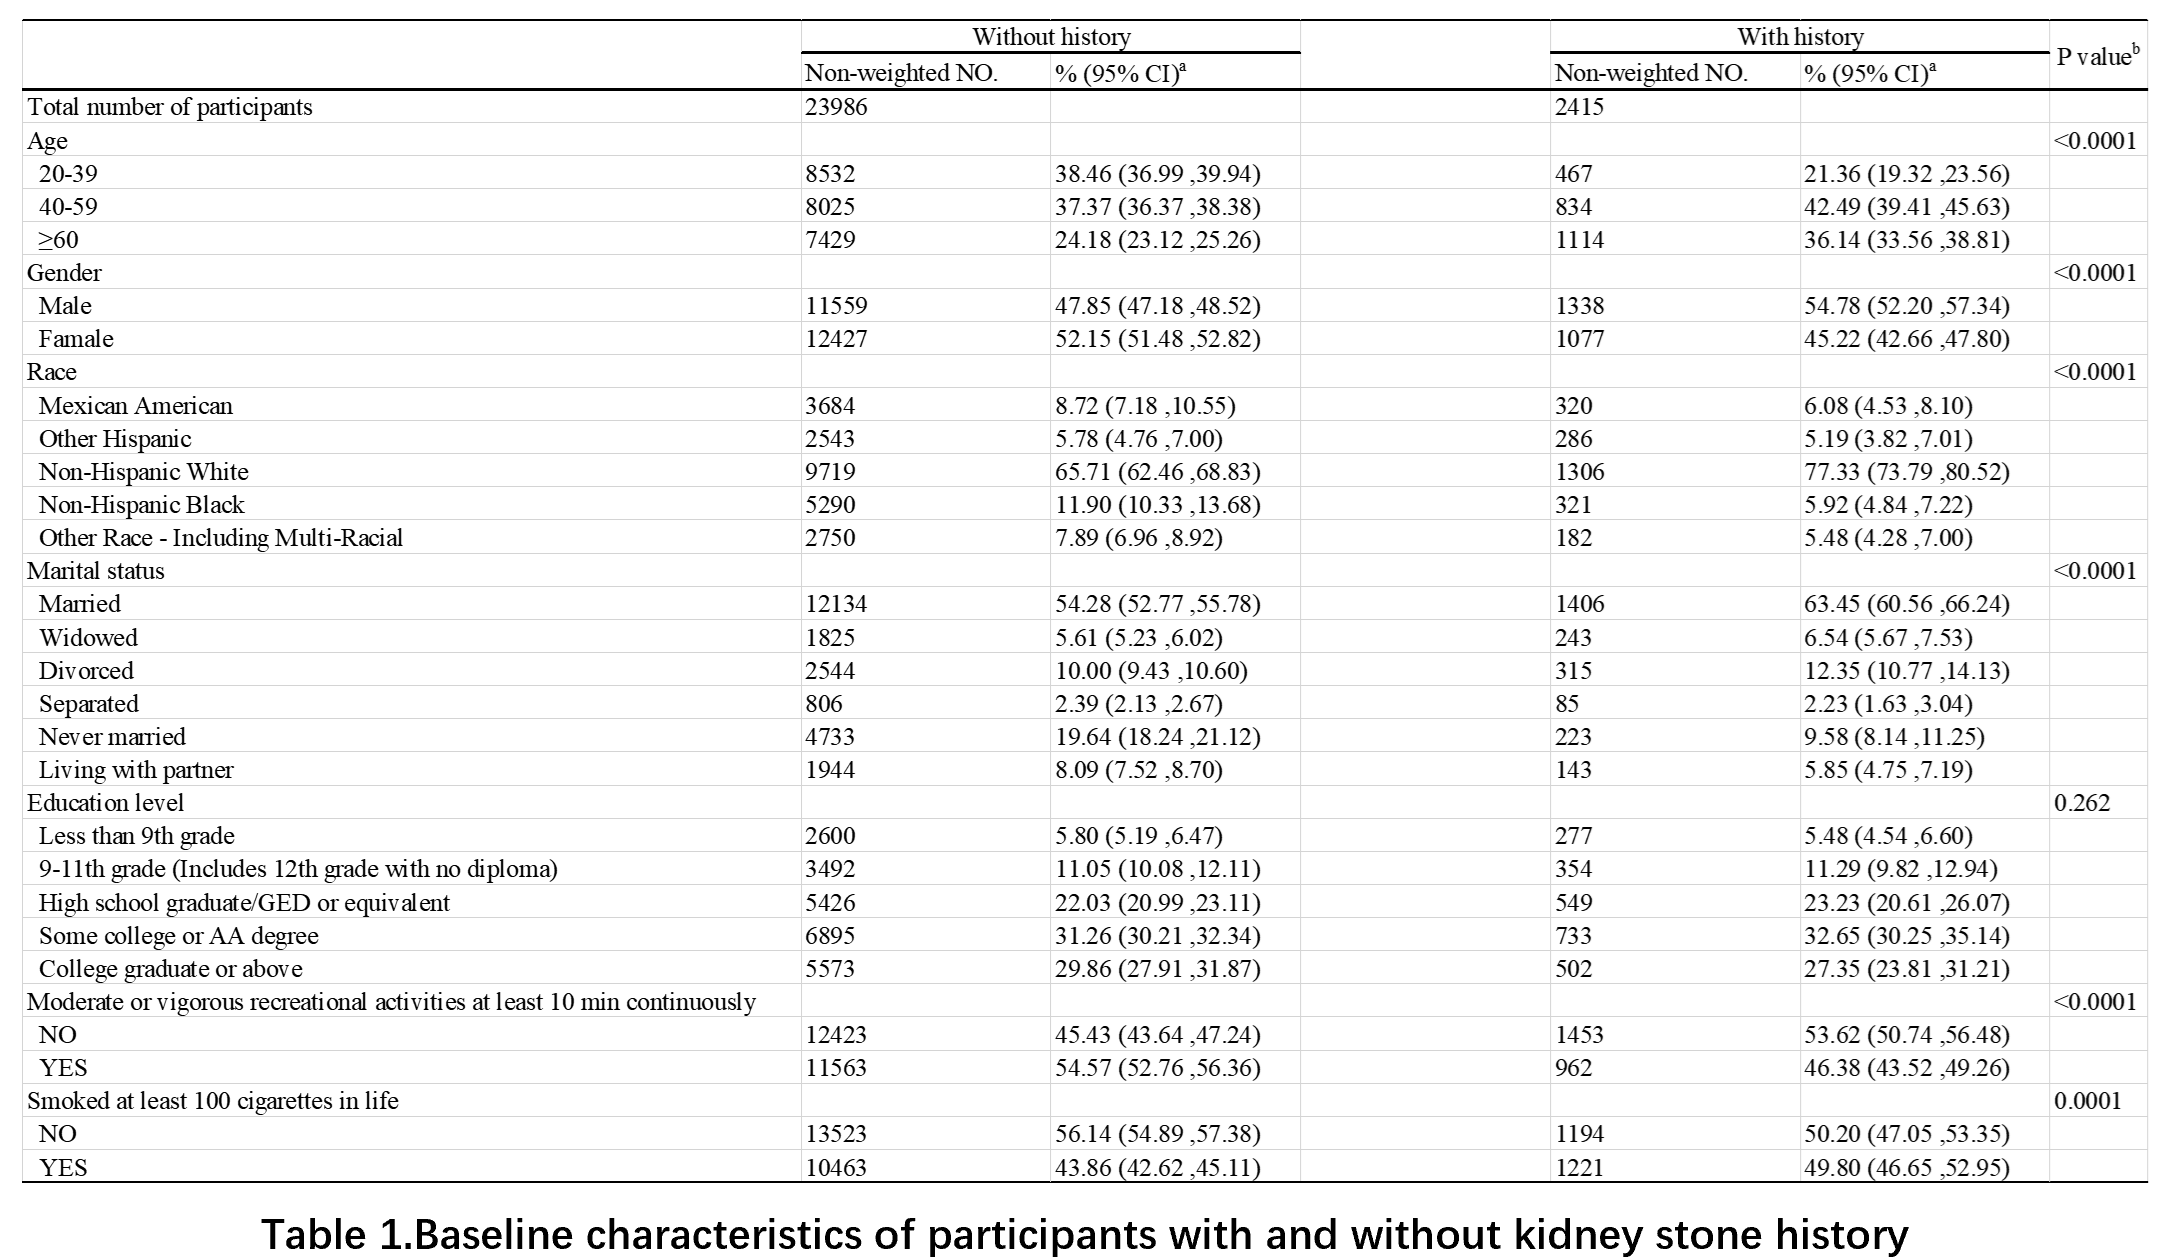 Without history With history P valueᵇ
Non-weighted NO. % (95% CI)ᵃ Non-weighted NO. % (95% CI)ᵃ
Total number of participants 23986 2415
Age <0.0001
20-39 8532 38.46 (36.99 ,39.94) 467 21.36 (19.32 ,23.56)
40-59 8025 37.37 (36.37 ,38.38) 834 42.49 (39.41 ,45.63)
≥60 7429 24.18 (23.12 ,25.26) 1114 36.14 (33.56 ,38.81)
Gender <0.0001
Male 11559 47.85 (47.18 ,48.52) 1338 54.78 (52.20 ,57.34)
Famale 12427 52.15 (51.48 ,52.82) 1077 45.22 (42.66 ,47.80)
Race <0.0001
Mexican American 3684 8.72 (7.18 ,10.55) 320 6.08 (4.53 ,8.10)
Other Hispanic 2543 5.78 (4.76 ,7.00) 286 5.19 (3.82 ,7.01)
Non-Hispanic White 9719 65.71 (62.46 ,68.83) 1306 77.33 (73.79 ,80.52)
Non-Hispanic Black 5290 11.90 (10.33 ,13.68) 321 5.92 (4.84 ,7.22)
Other Race - Including Multi-Racial 2750 7.89 (6.96 ,8.92) 182 5.48 (4.28 ,7.00)
Marital status <0.0001
Married 12134 54.28 (52.77 ,55.78) 1406 63.45 (60.56 ,66.24)
Widowed 1825 5.61 (5.23 ,6.02) 243 6.54 (5.67 ,7.53)
Divorced 2544 10.00 (9.43 ,10.60) 315 12.35 (10.77 ,14.13)
Separated 806 2.39 (2.13 ,2.67) 85 2.23 (1.63 ,3.04)
Never married 4733 19.64 (18.24 ,21.12) 223 9.58 (8.14 ,11.25)
Living with partner 1944 8.09 (7.52 ,8.70) 143 5.85 (4.75 ,7.19)
Education level 0.262
Less than 9th grade 2600 5.80 (5.19 ,6.47) 277 5.48 (4.54 ,6.60)
9-11th grade (Includes 12th grade with no diploma) 3492 11.05 (10.08 ,12.11) 354 11.29 (9.82 ,12.94)
High school graduate/GED or equivalent 5426 22.03 (20.99 ,23.11) 549 23.23 (20.61 ,26.07)
Some college or AA degree 6895 31.26 (30.21 ,32.34) 733 32.65 (30.25 ,35.14)
College graduate or above 5573 29.86 (27.91 ,31.87) 502 27.35 (23.81 ,31.21)
Moderate or vigorous recreational activities at least 10 min continuously <0.0001
NO 12423 45.43 (43.64 ,47.24) 1453 53.62 (50.74 ,56.48)
YES 11563 54.57 (52.76 ,56.36) 962 46.38 (43.52 ,49.26)
Smoked at least 100 cigarettes in life 0.0001
NO 13523 56.14 (54.89 ,57.38) 1194 50.20 (47.05 ,53.35)
YES 10463 43.86 (42.62 ,45.11) 1221 49.80 (46.65 ,52.95)
Table 1.Baseline characteristics of participants with and without kidney stone history